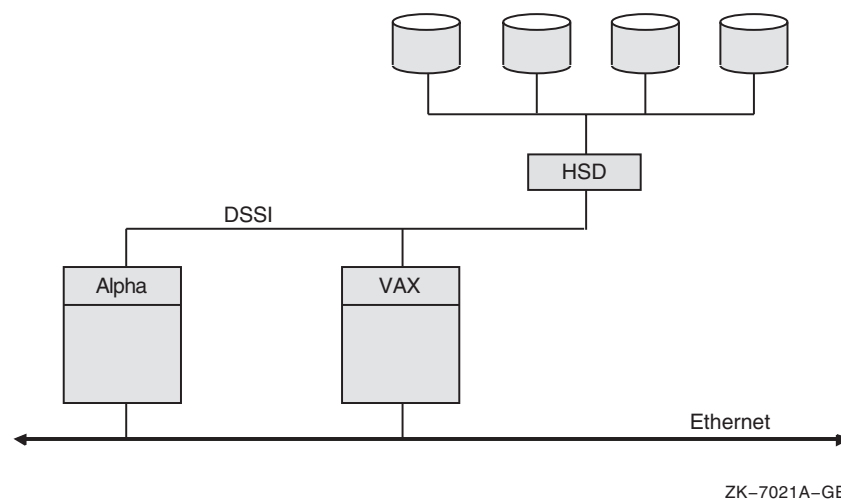 HSD
DSSI
Alpha
VAX
Ethernet
ZK–7021A–GE